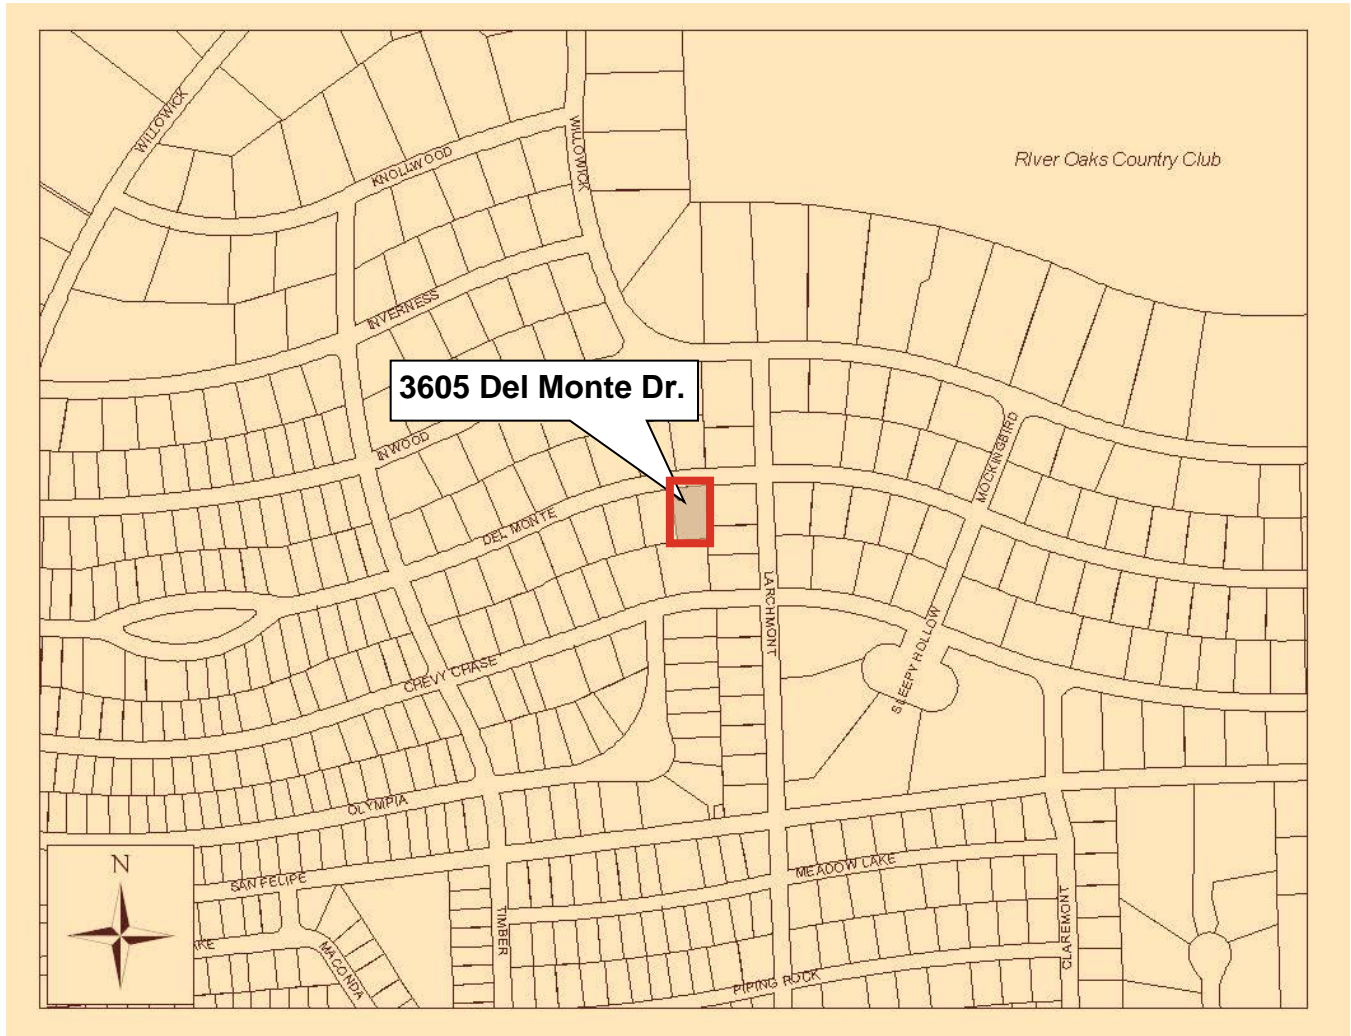 WILLOWICK
WILLOWICK
KNOLLWOOD
River Oaks Country Club
INVERNESS
3605 Del Monte Dr.
INWOOD
MOCKINGBIRD
DEL MONTE
LARCHMONT
SLEEPY HOLLOW
CHEVY CHASE
OLYMPIA
N
SAN FELIPE
MEADOW LAKE
TIMBER
CLAREMONT
KE
MACONDA
PIPING ROCK